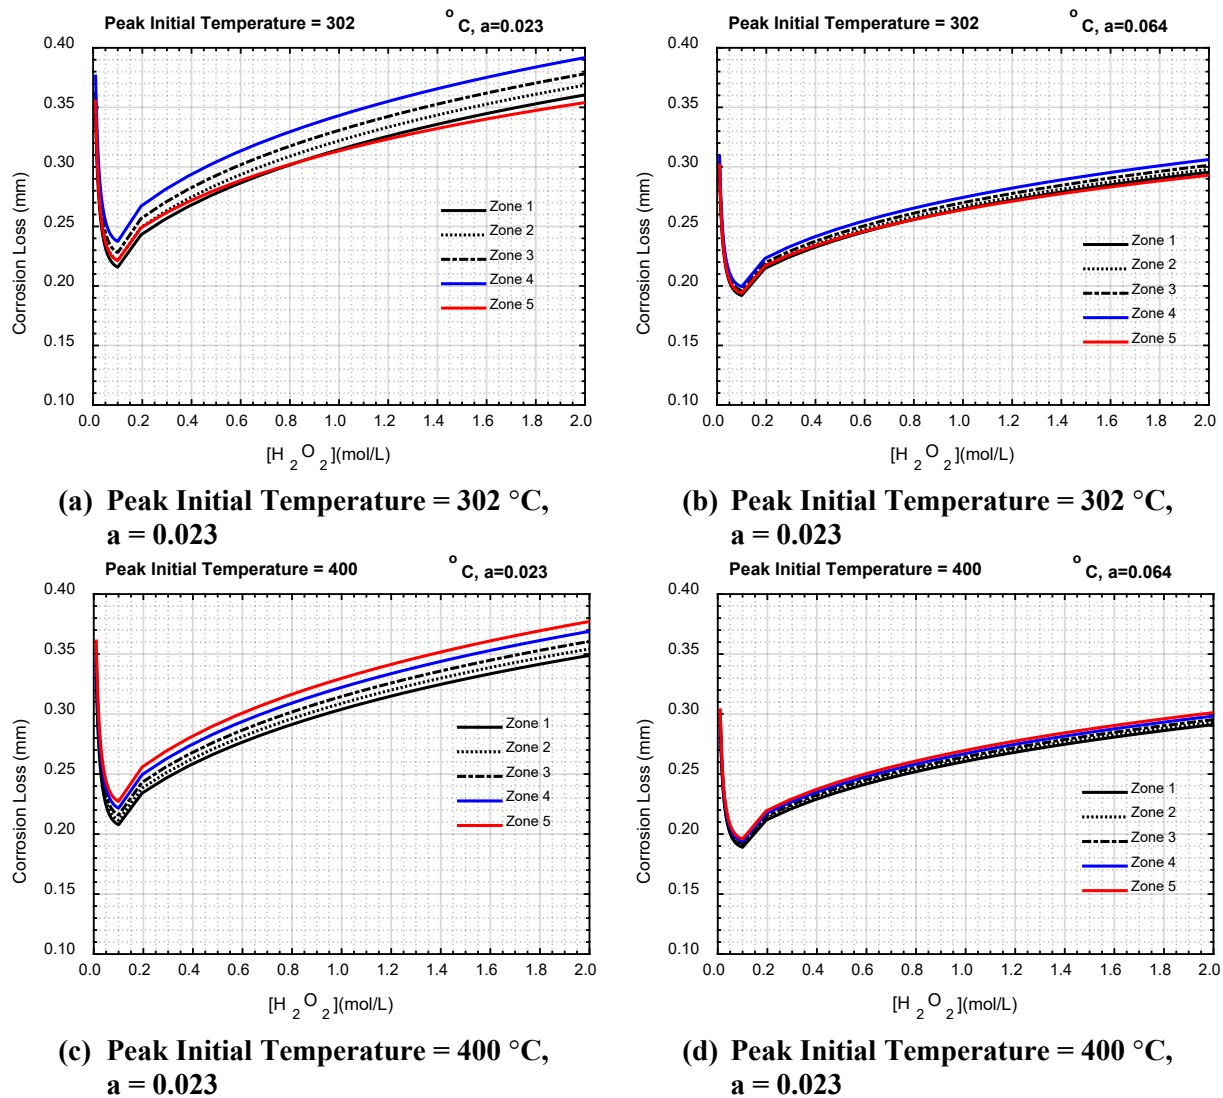 Peak Initial Temperature = 302 °C, a=0.023
Corrosion Loss (mm)
0.40
0.35
0.30
0.25
0.20
0.15
0.10
Zone 1
Zone 2
Zone 3
Zone 4
Zone 5
0.0 0.2 0.4 0.6 0.8 1.0 1.2 1.4 1.6 1.8 2.0
[H2O2](mol/L)
(a) Peak Initial Temperature = 302 °C,
a = 0.023
Peak Initial Temperature = 302 °C, a=0.064
Corrosion Loss (mm)
0.40
0.35
0.30
0.25
0.20
0.15
0.10
Zone 1
Zone 2
Zone 3
Zone 4
Zone 5
0.0 0.2 0.4 0.6 0.8 1.0 1.2 1.4 1.6 1.8 2.0
[H2O2](mol/L)
(b) Peak Initial Temperature = 302 °C,
a = 0.023
Peak Initial Temperature = 400 °C, a=0.023
Corrosion Loss (mm)
0.40
0.35
0.30
0.25
0.20
0.15
0.10
Zone 1
Zone 2
Zone 3
Zone 4
Zone 5
0.0 0.2 0.4 0.6 0.8 1.0 1.2 1.4 1.6 1.8 2.0
[H2O2](mol/L)
(c) Peak Initial Temperature = 400 °C,
a = 0.023
Peak Initial Temperature = 400 °C, a=0.064
Corrosion Loss (mm)
0.40
0.35
0.30
0.25
0.20
0.15
0.10
Zone 1
Zone 2
Zone 3
Zone 4
Zone 5
0.0 0.2 0.4 0.6 0.8 1.0 1.2 1.4 1.6 1.8 2.0
[H2O2](mol/L)
(d) Peak Initial Temperature = 400 °C,
a = 0.023